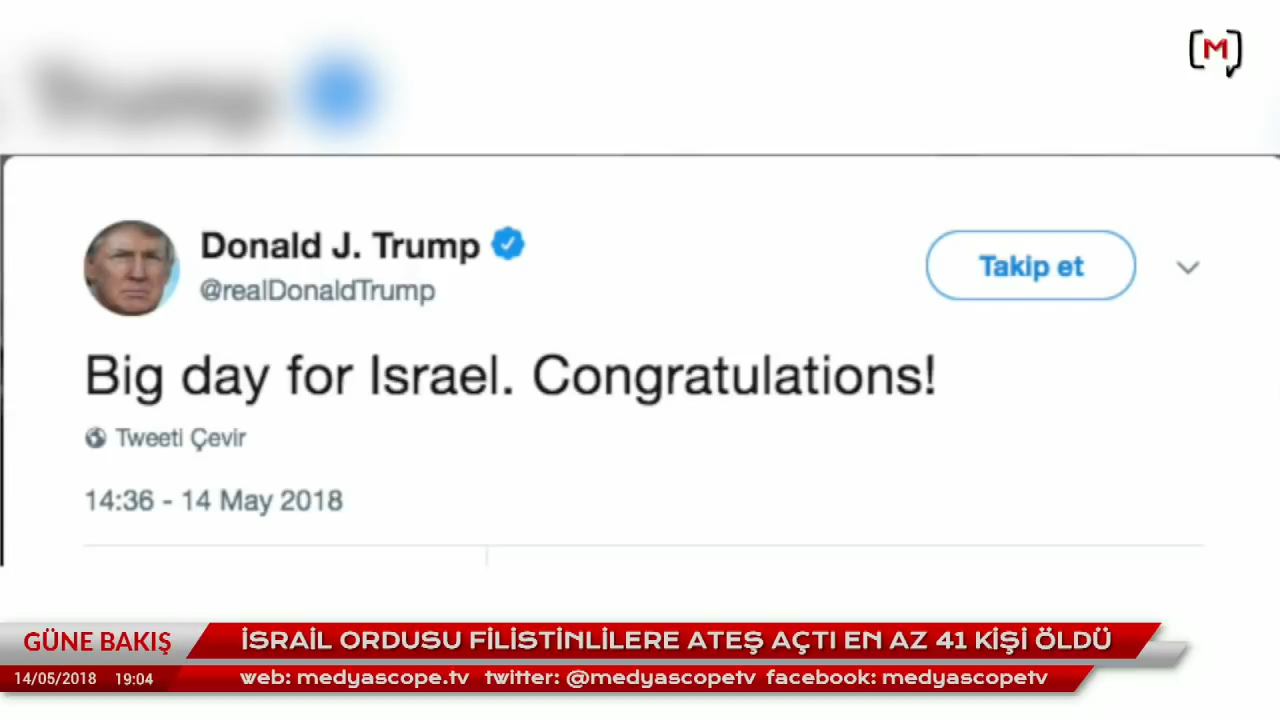 Trump
[M]
Donald J. Trump
@realDonaldTrump
Takip et
Big day for Israel. Congratulations!
Tweeti Çevir
14:36 - 14 May 2018
GÜNE BAKIŞ
İSRAİL ORDUSU FİLİSTİNLİLERE ATEŞ AÇTI EN AZ 41 KİŞİ ÖLDÜ
14/05/2018 19:04
web: medyascope.tv twitter: @medyascopetv facebook: medyascopetv